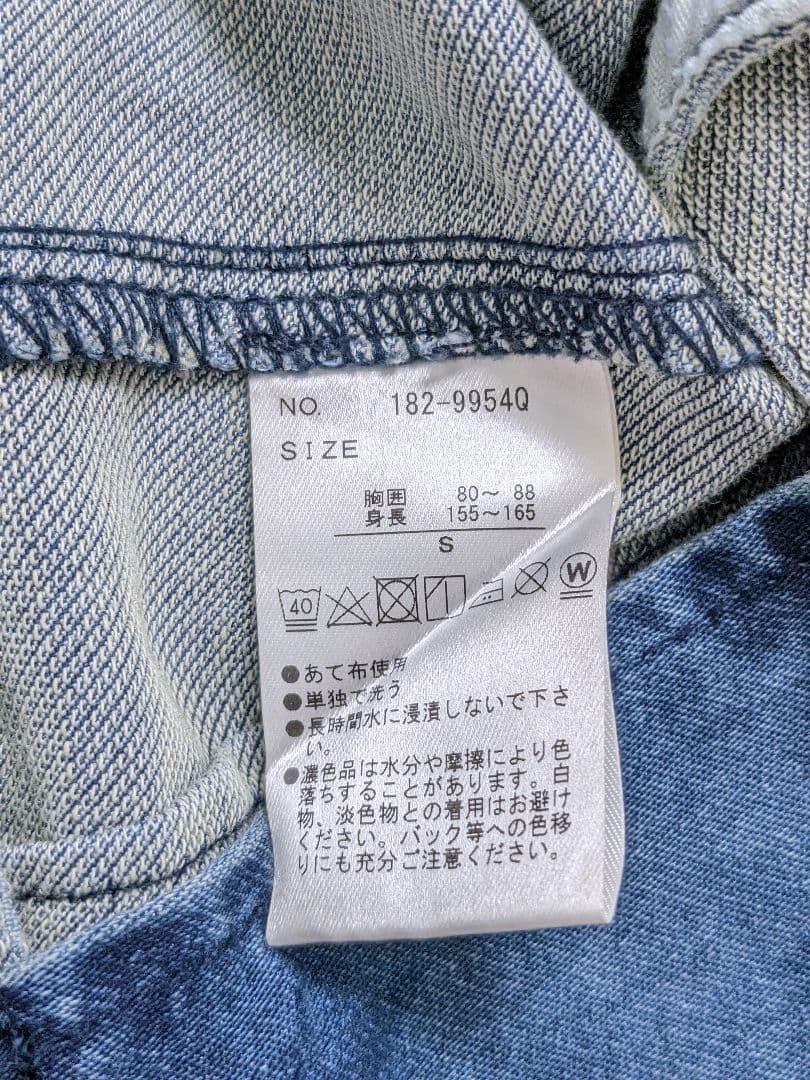 NO. 182-9954Q
SIZE
胸囲 80〜 88
身長 155〜165
S
40 W
●あて布使用
●単独で洗う
●長時間水に浸漬しないで下さ
い。
●濃色品は水分や摩擦により色
落ちすることがあります。白
物、淡色物との着用はお避け
ください。バック等への色移
りにも充分ご注意ください。